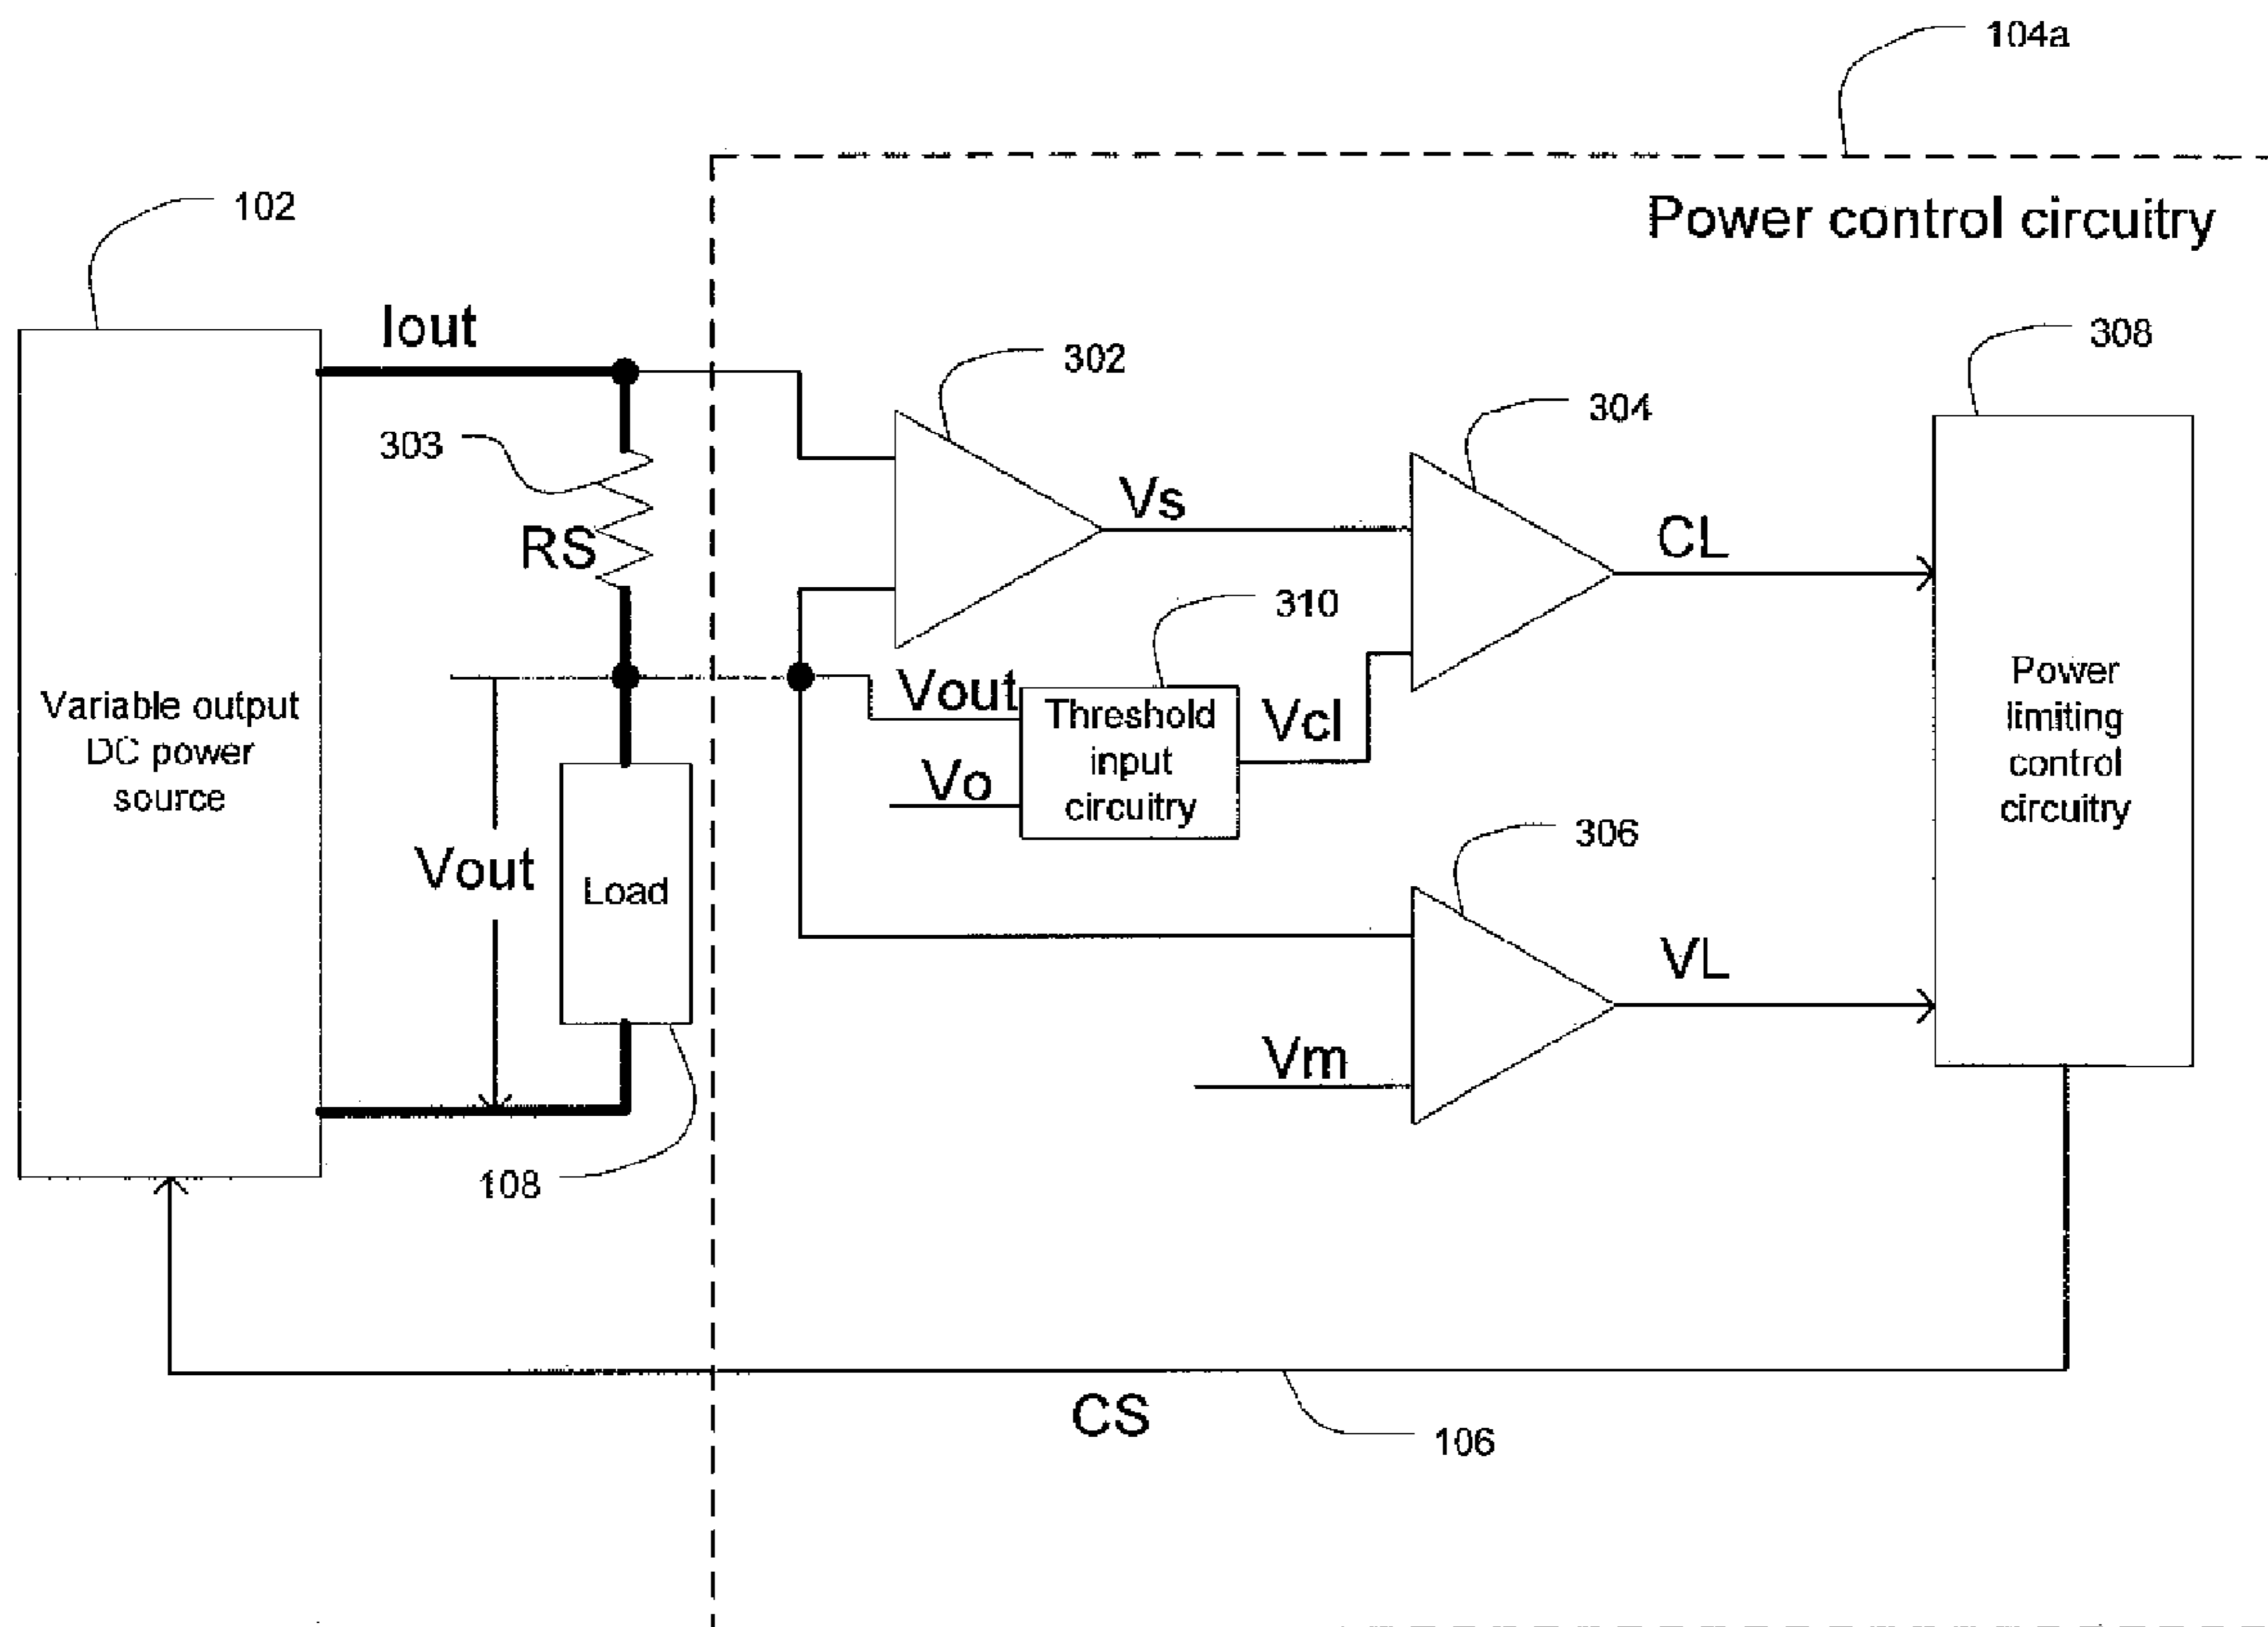 104a
Power control circuitry
102
Iout
308
302
304
303
Vs
RS
CL
310
Vout
Threshold
input
circuitry
Vcl
Vo
Variable output
DC power
source
Power
limiting
control
circuitry
306
Vout
Load
VL
Vm
108
CS
106